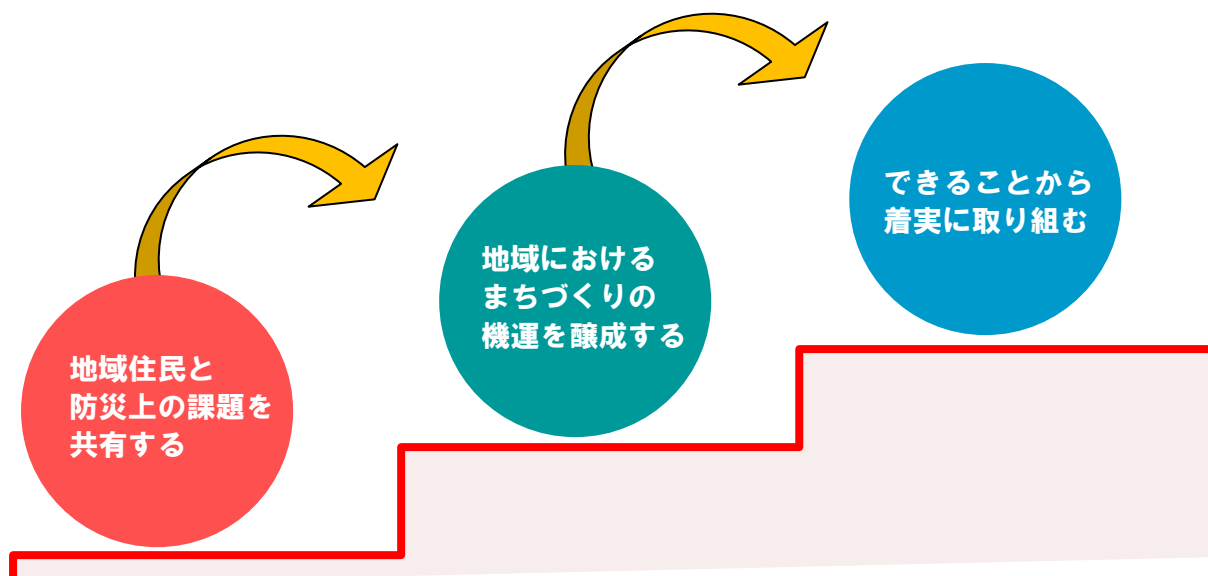 地域住民と
防災上の課題を
共有する
地域における
まちづくりの
機運を醸成する
できることから
着実に取り組む